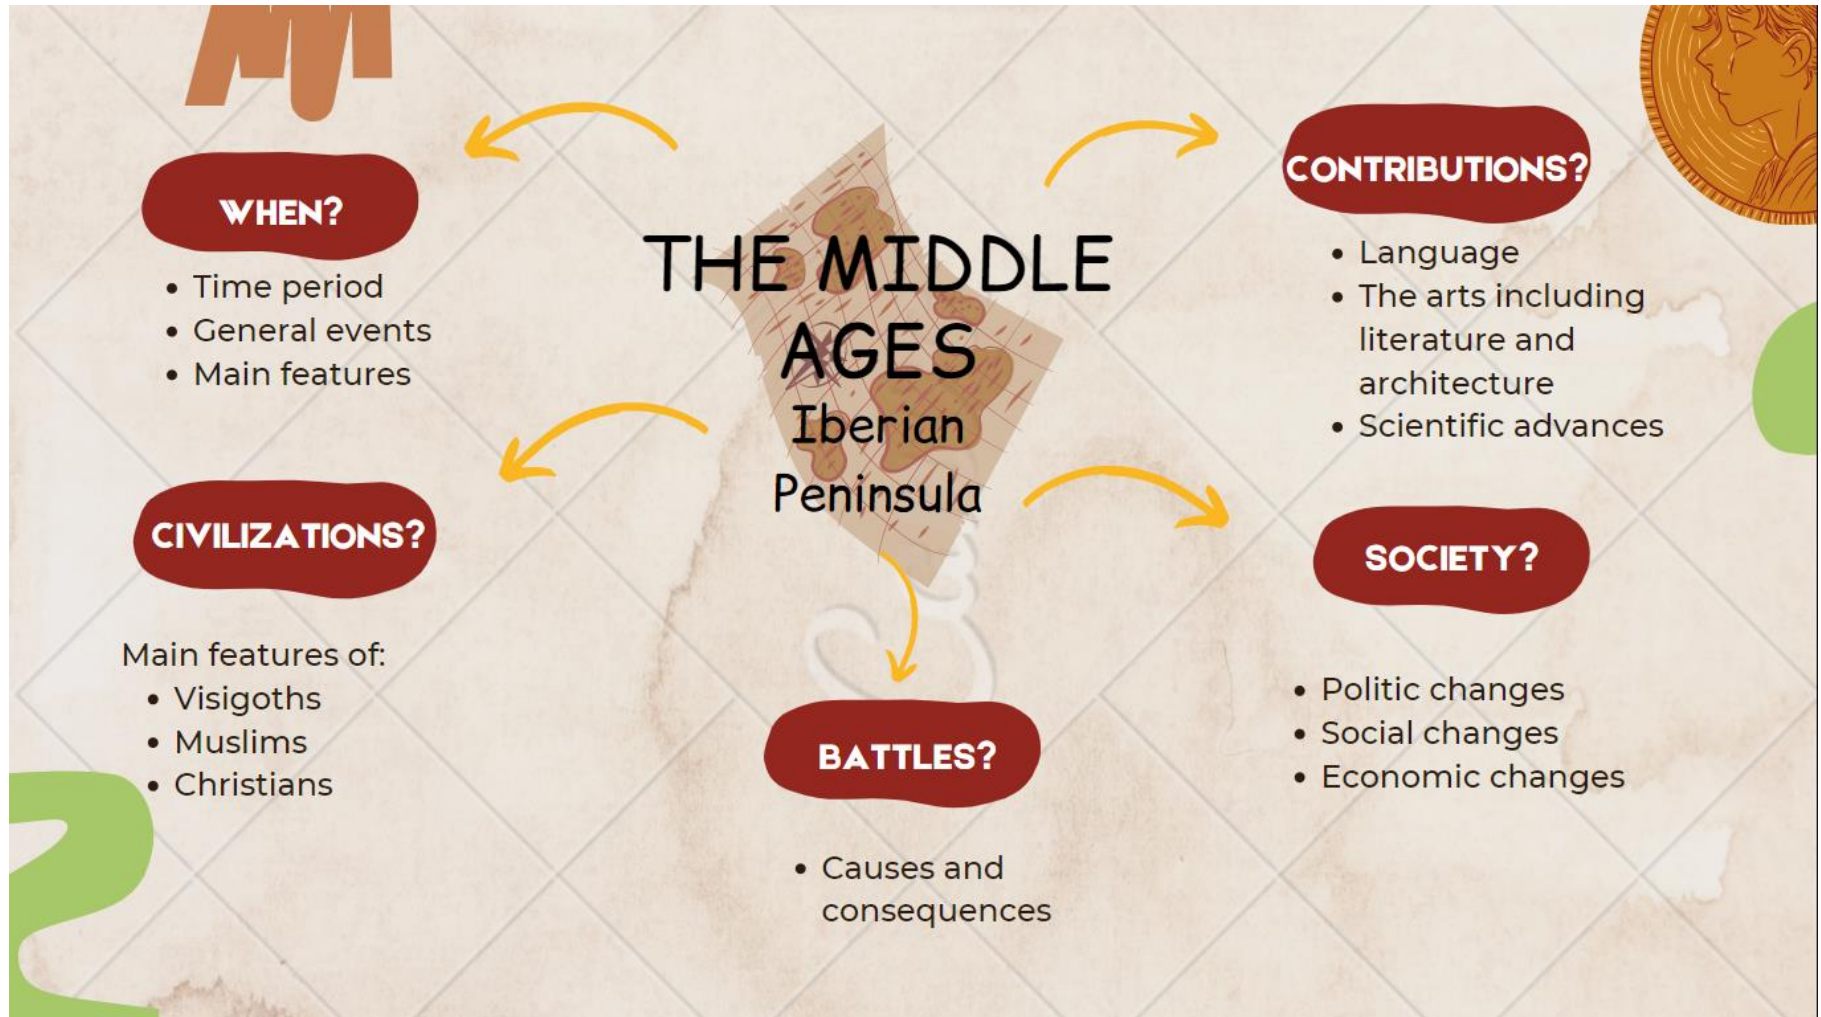 THE MIDDLE
AGES
Iberian
Peninsula
WHEN?
• Time period
• General events
• Main features
CIVILIZATIONS?
Main features of:
• Visigoths
• Muslims
• Christians
BATTLES?
• Causes and
consequences
CONTRIBUTIONS?
• Language
• The arts including
literature and
architecture
• Scientific advances
SOCIETY?
• Politic changes
• Social changes
• Economic changes